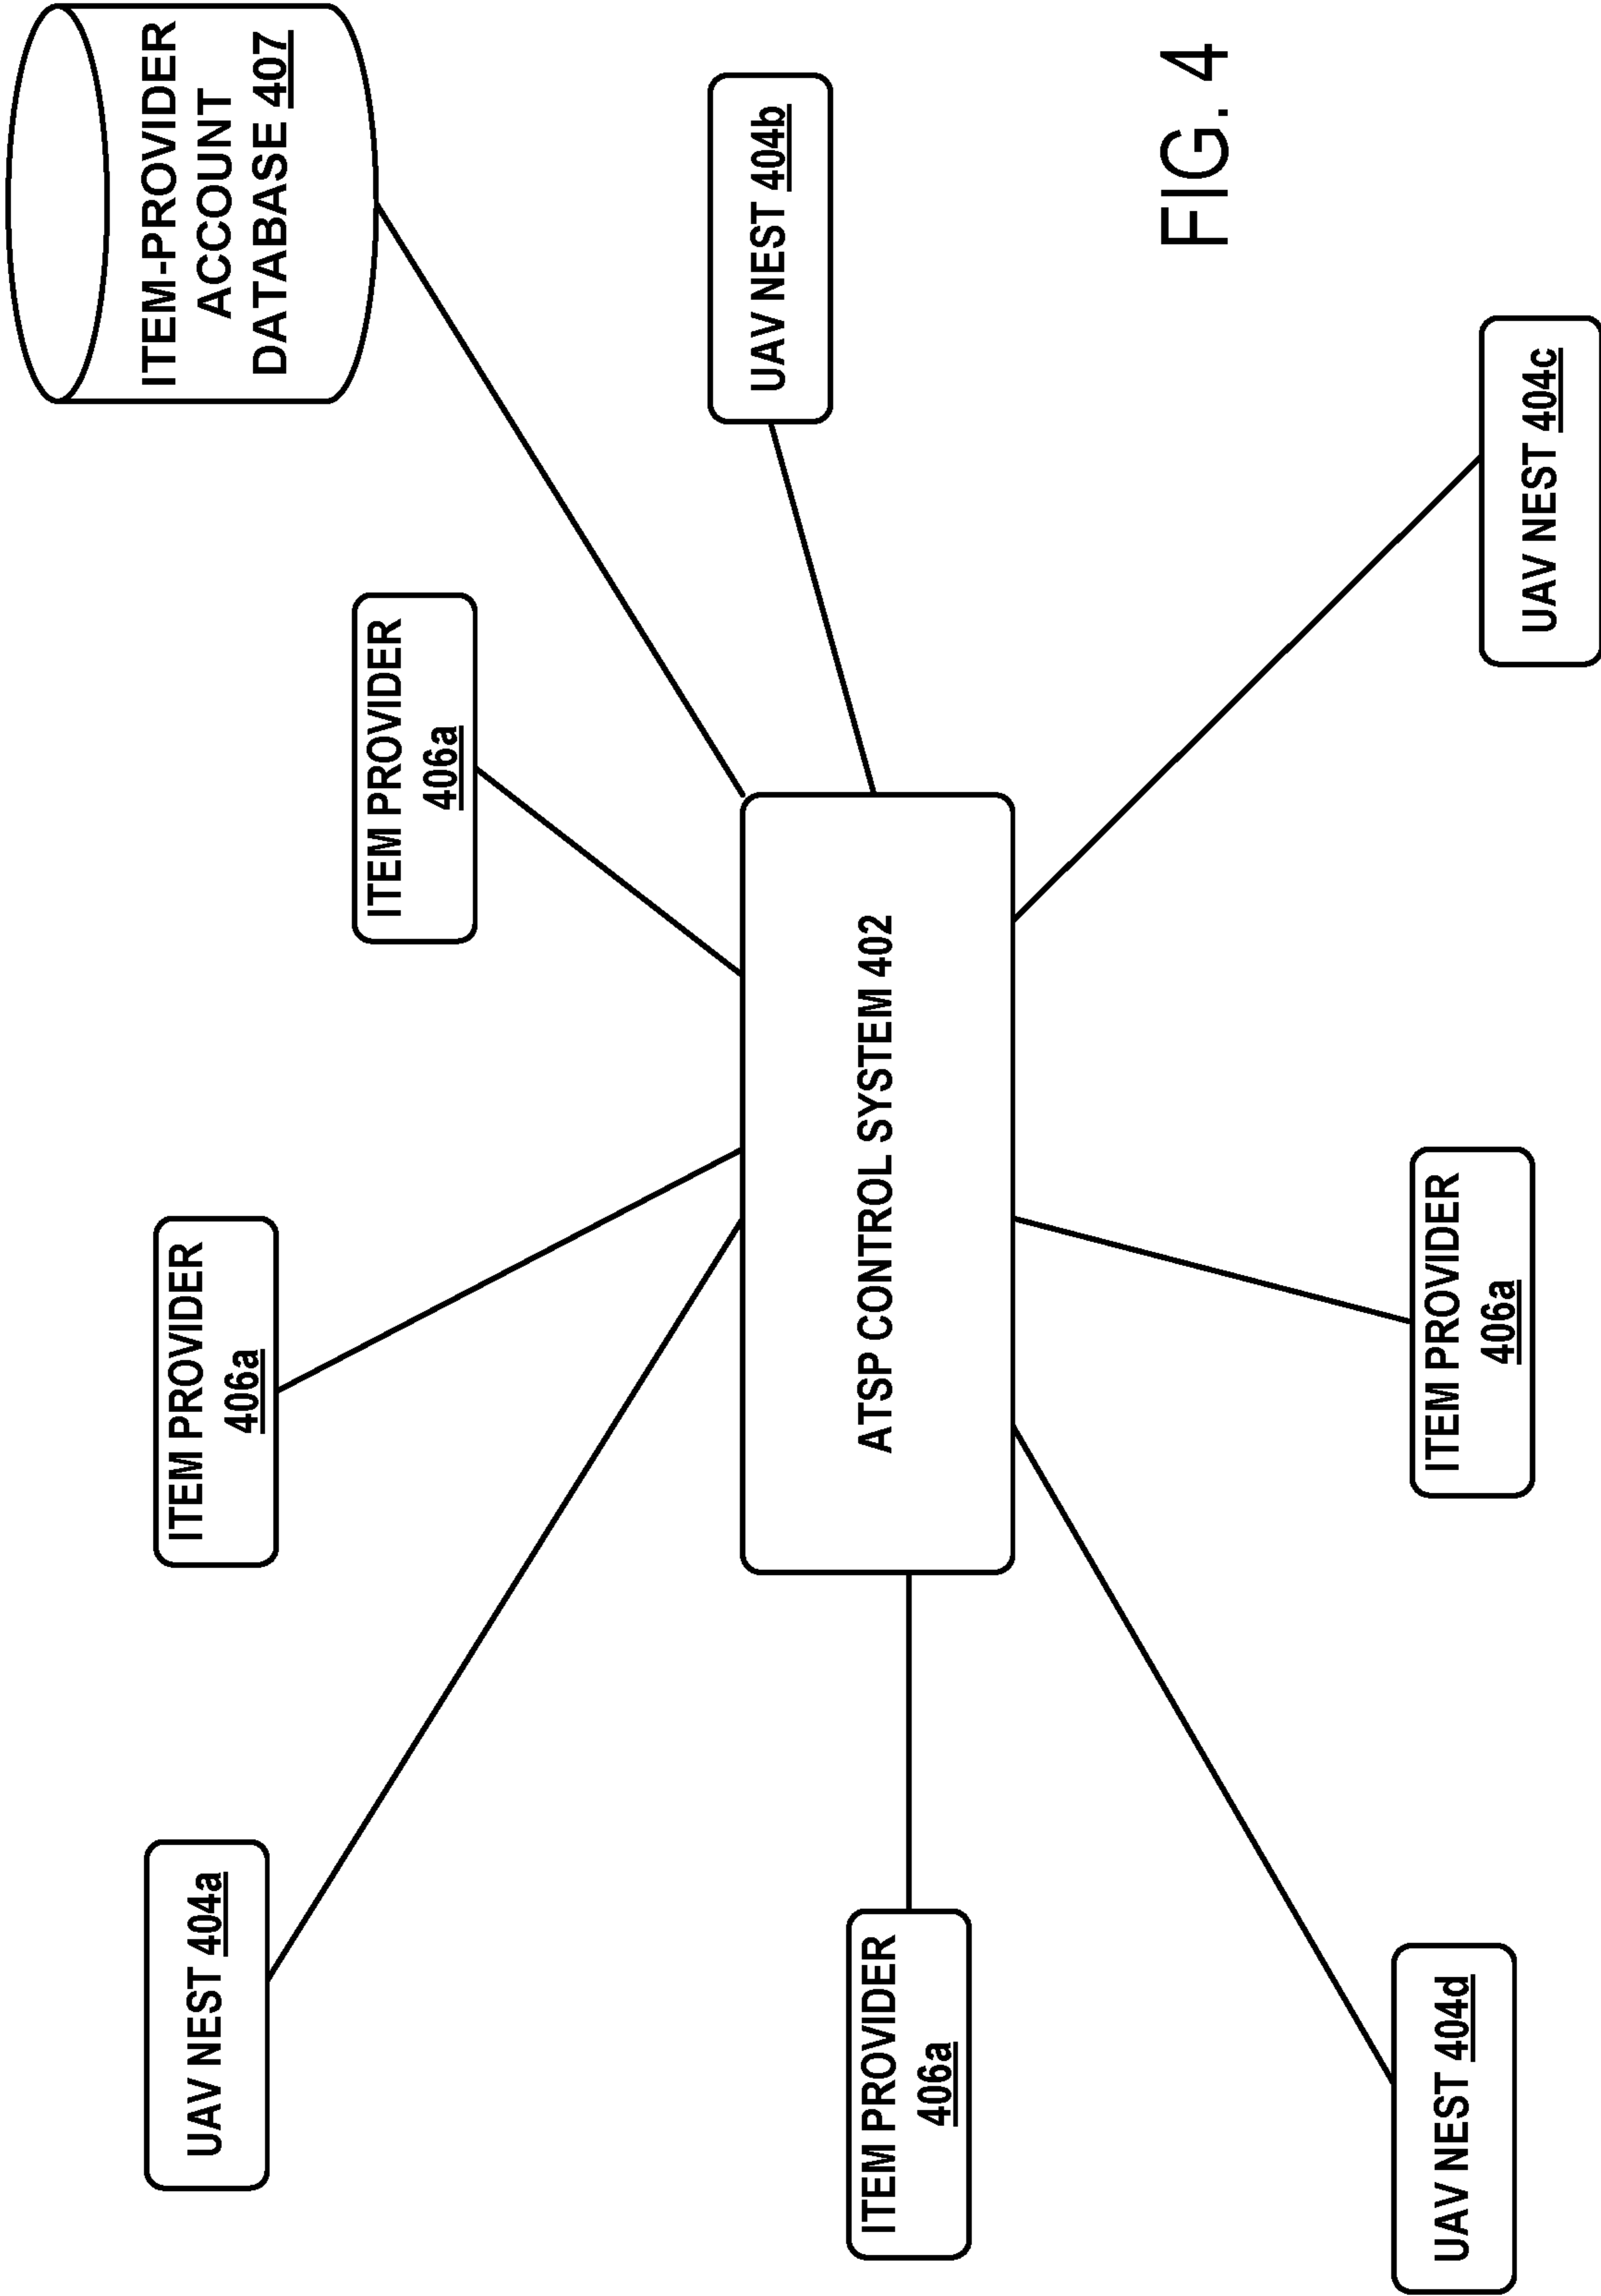 UAV NEST 404a
ITEM PROVIDER
406a
ITEM PROVIDER
406a
ITEM-PROVIDER
ACCOUNT
DATABASE 407
ITEM PROVIDER
406a
ATSP CONTROL SYSTEM 402
UAV NEST 404b
UAV NEST 404d
ITEM PROVIDER
406a
UAV NEST 404c
FIG. 4